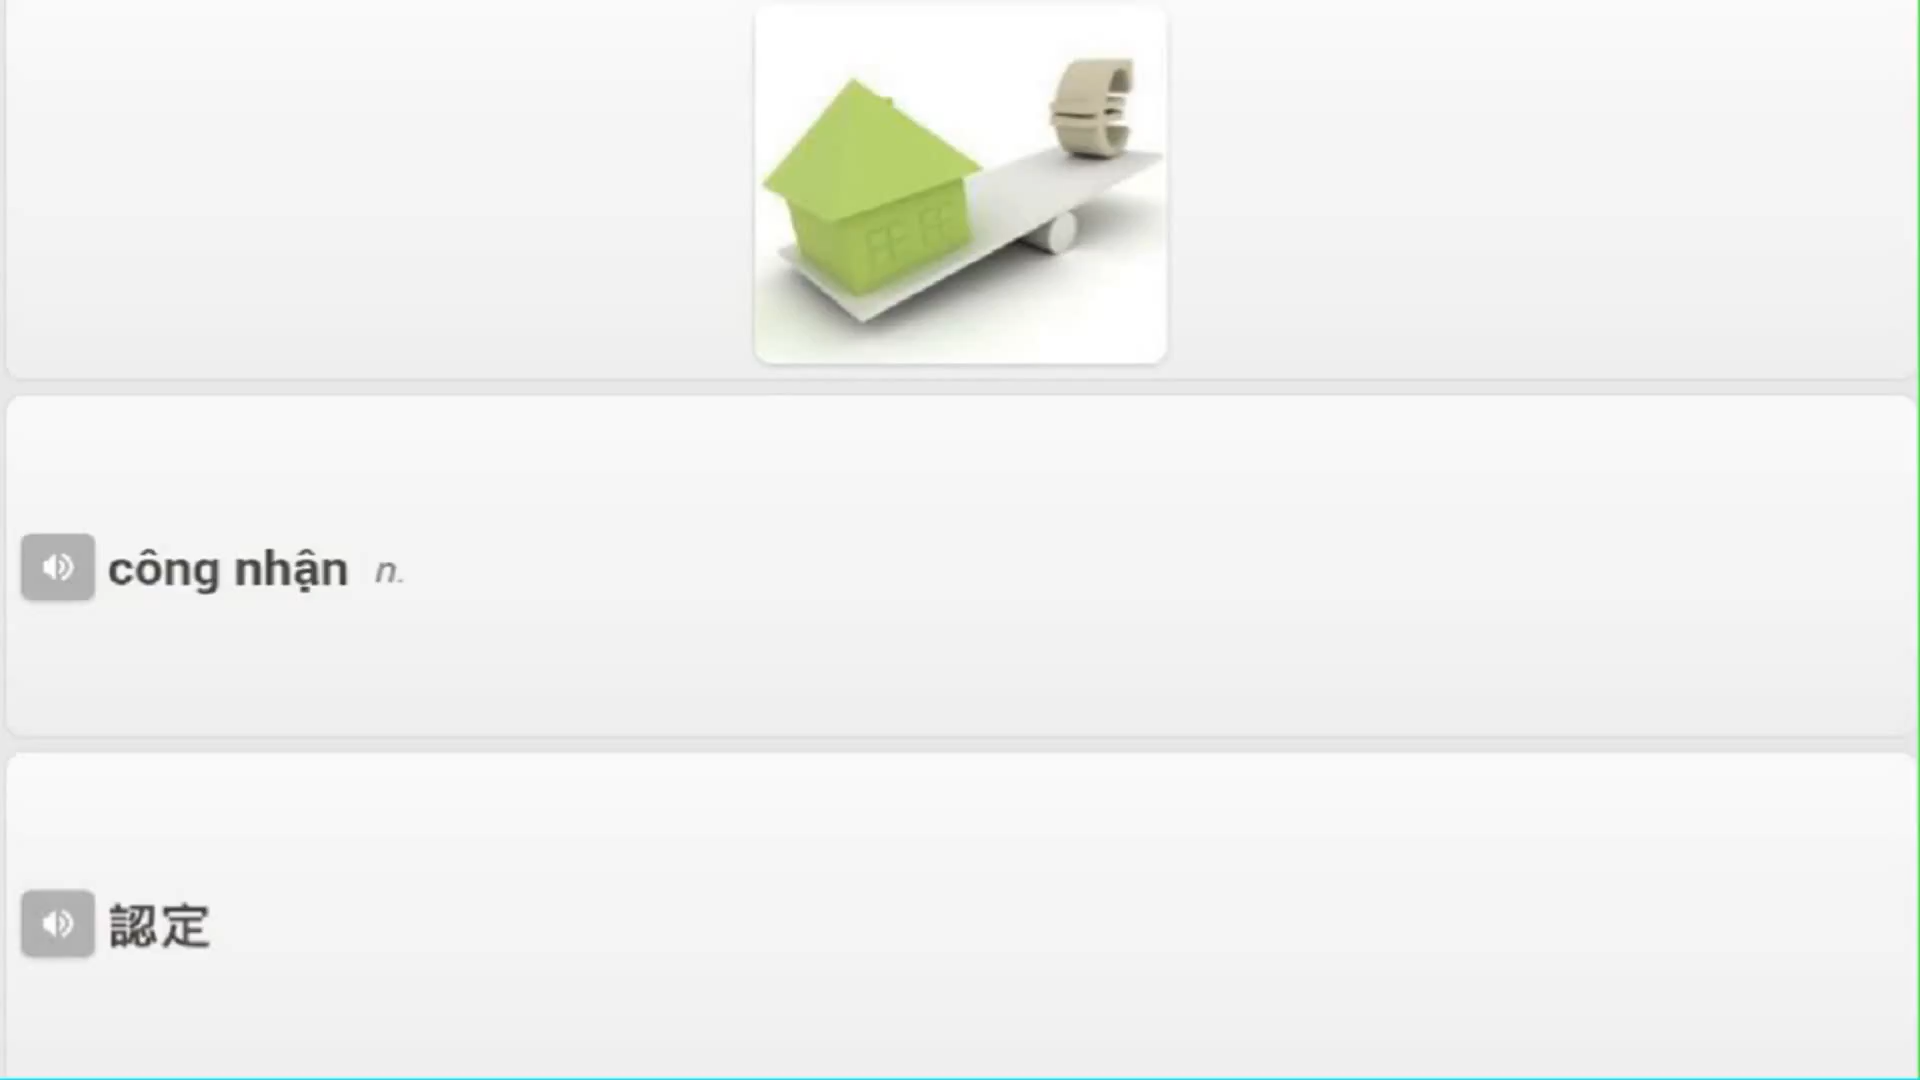 công nhận n.
認定